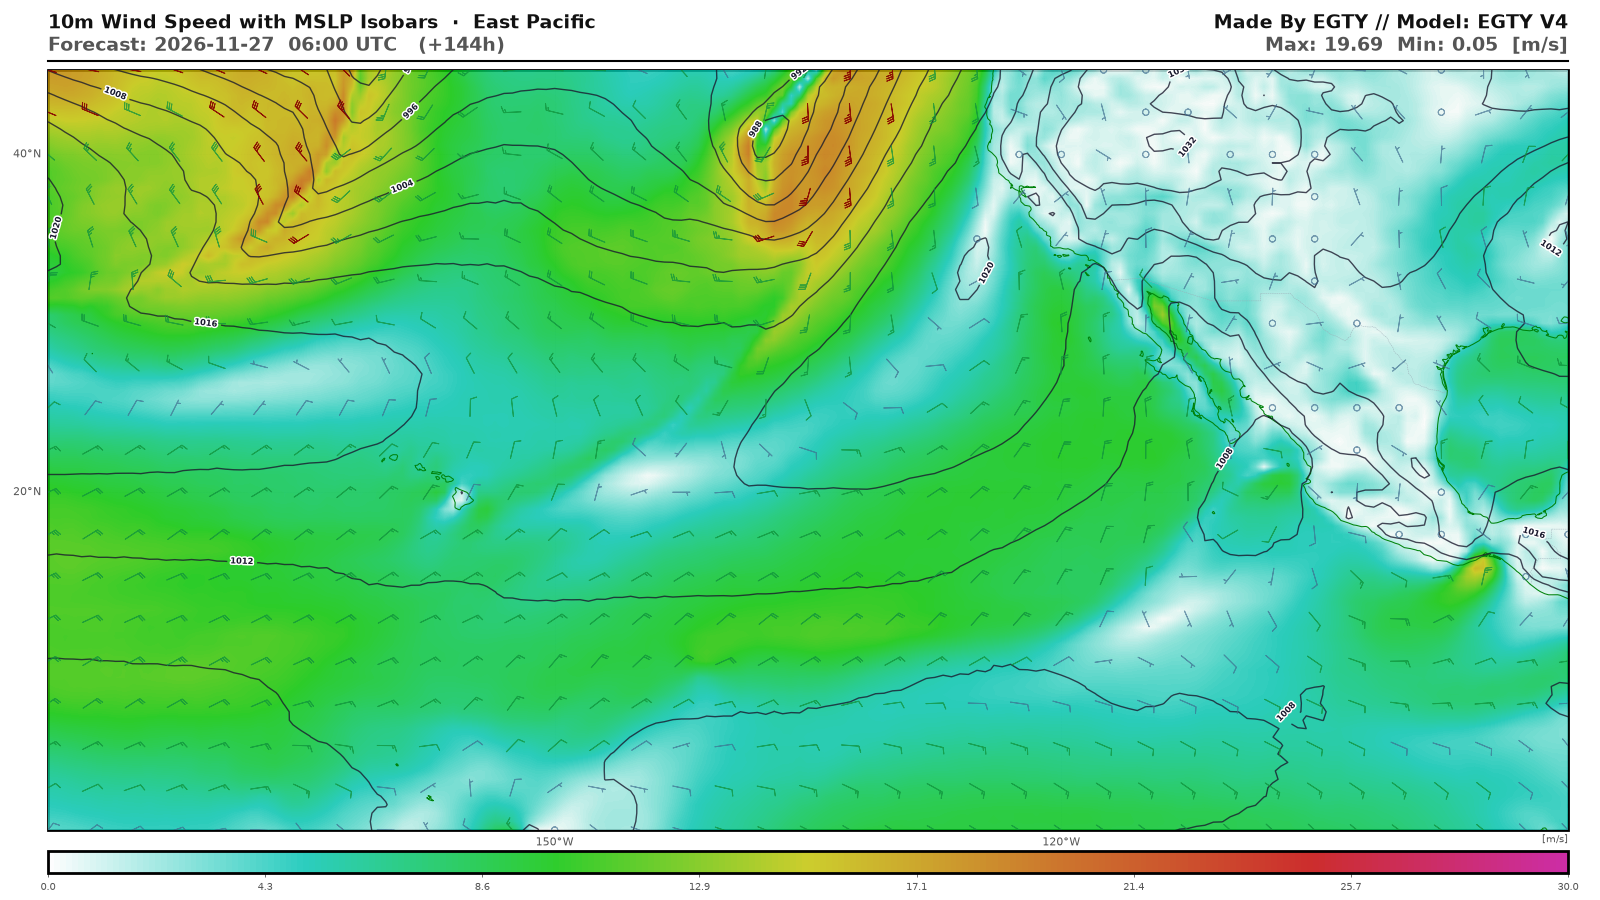 10m Wind Speed with MSLP Isobars · East Pacific
Made By EGTY // Model: EGTY V4
Forecast: 2026-11-27 06:00 UTC (+144h)
Max: 19.69 Min: 0.05 [m/s]
1008
996
988
1032
40°N
1004
1020
1012
1020
1016
1008
20°N
1016
1012
1008
150°W
120°W
[m/s]
0.0
4.3
8.6
12.9
17.1
21.4
25.7
30.0